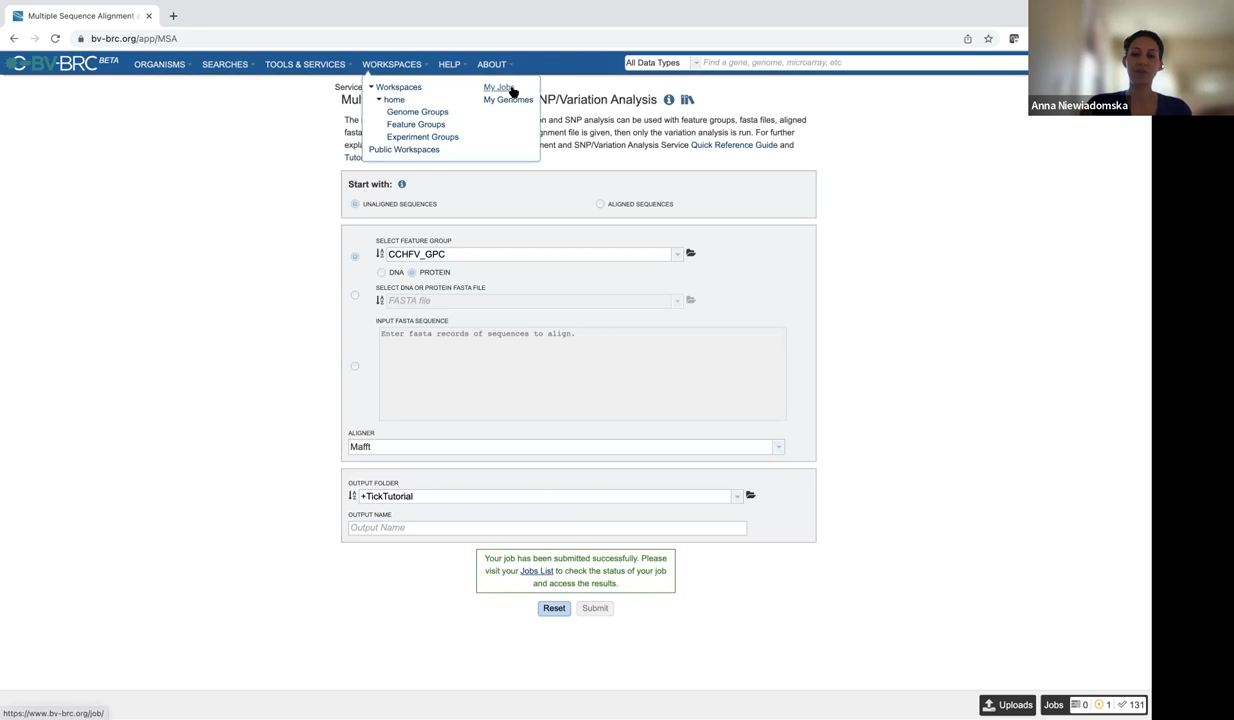 Multiple Sequence Alignment a
bv-brc.org/app/MSA
BV-BRC BETA
ORGANISMS SEARCHES TOOLS & SERVICES WORKSPACES HELP ABOUT
All Data Types
Find a gene, genome, microarray, etc
Anna Niewiadomska
Service
Workspaces
home
Genome Groups
Feature Groups
Experiment Groups
Public Workspaces
My Jobs
My Genomes
Mul NP/Variation Analysis
The n and SNP analysis can be used with feature groups, fasta files, aligned
fasta nment file is given, then only the variation analysis is run. For further
expla ment and SNP/Variation Analysis Service Quick Reference Guide and
Tuto
Start with:
UNALIGNED SEQUENCES
ALIGNED SEQUENCES
SELECT FEATURE GROUP
CCHFV_GPC
DNA PROTEIN
SELECT DNA OR PROTEIN FASTA FILE
FASTA file
INPUT FASTA SEQUENCE
Enter fasta records of sequences to align.
ALIGNER
Mafft
OUTPUT FOLDER
+TickTutorial
OUTPUT NAME
Output Name
Your job has been submitted successfully. Please
visit your Jobs List to check the status of your job
and access the results.
Reset Submit
https://www.bv-brc.org/job/
Uploads Jobs 0 1 131